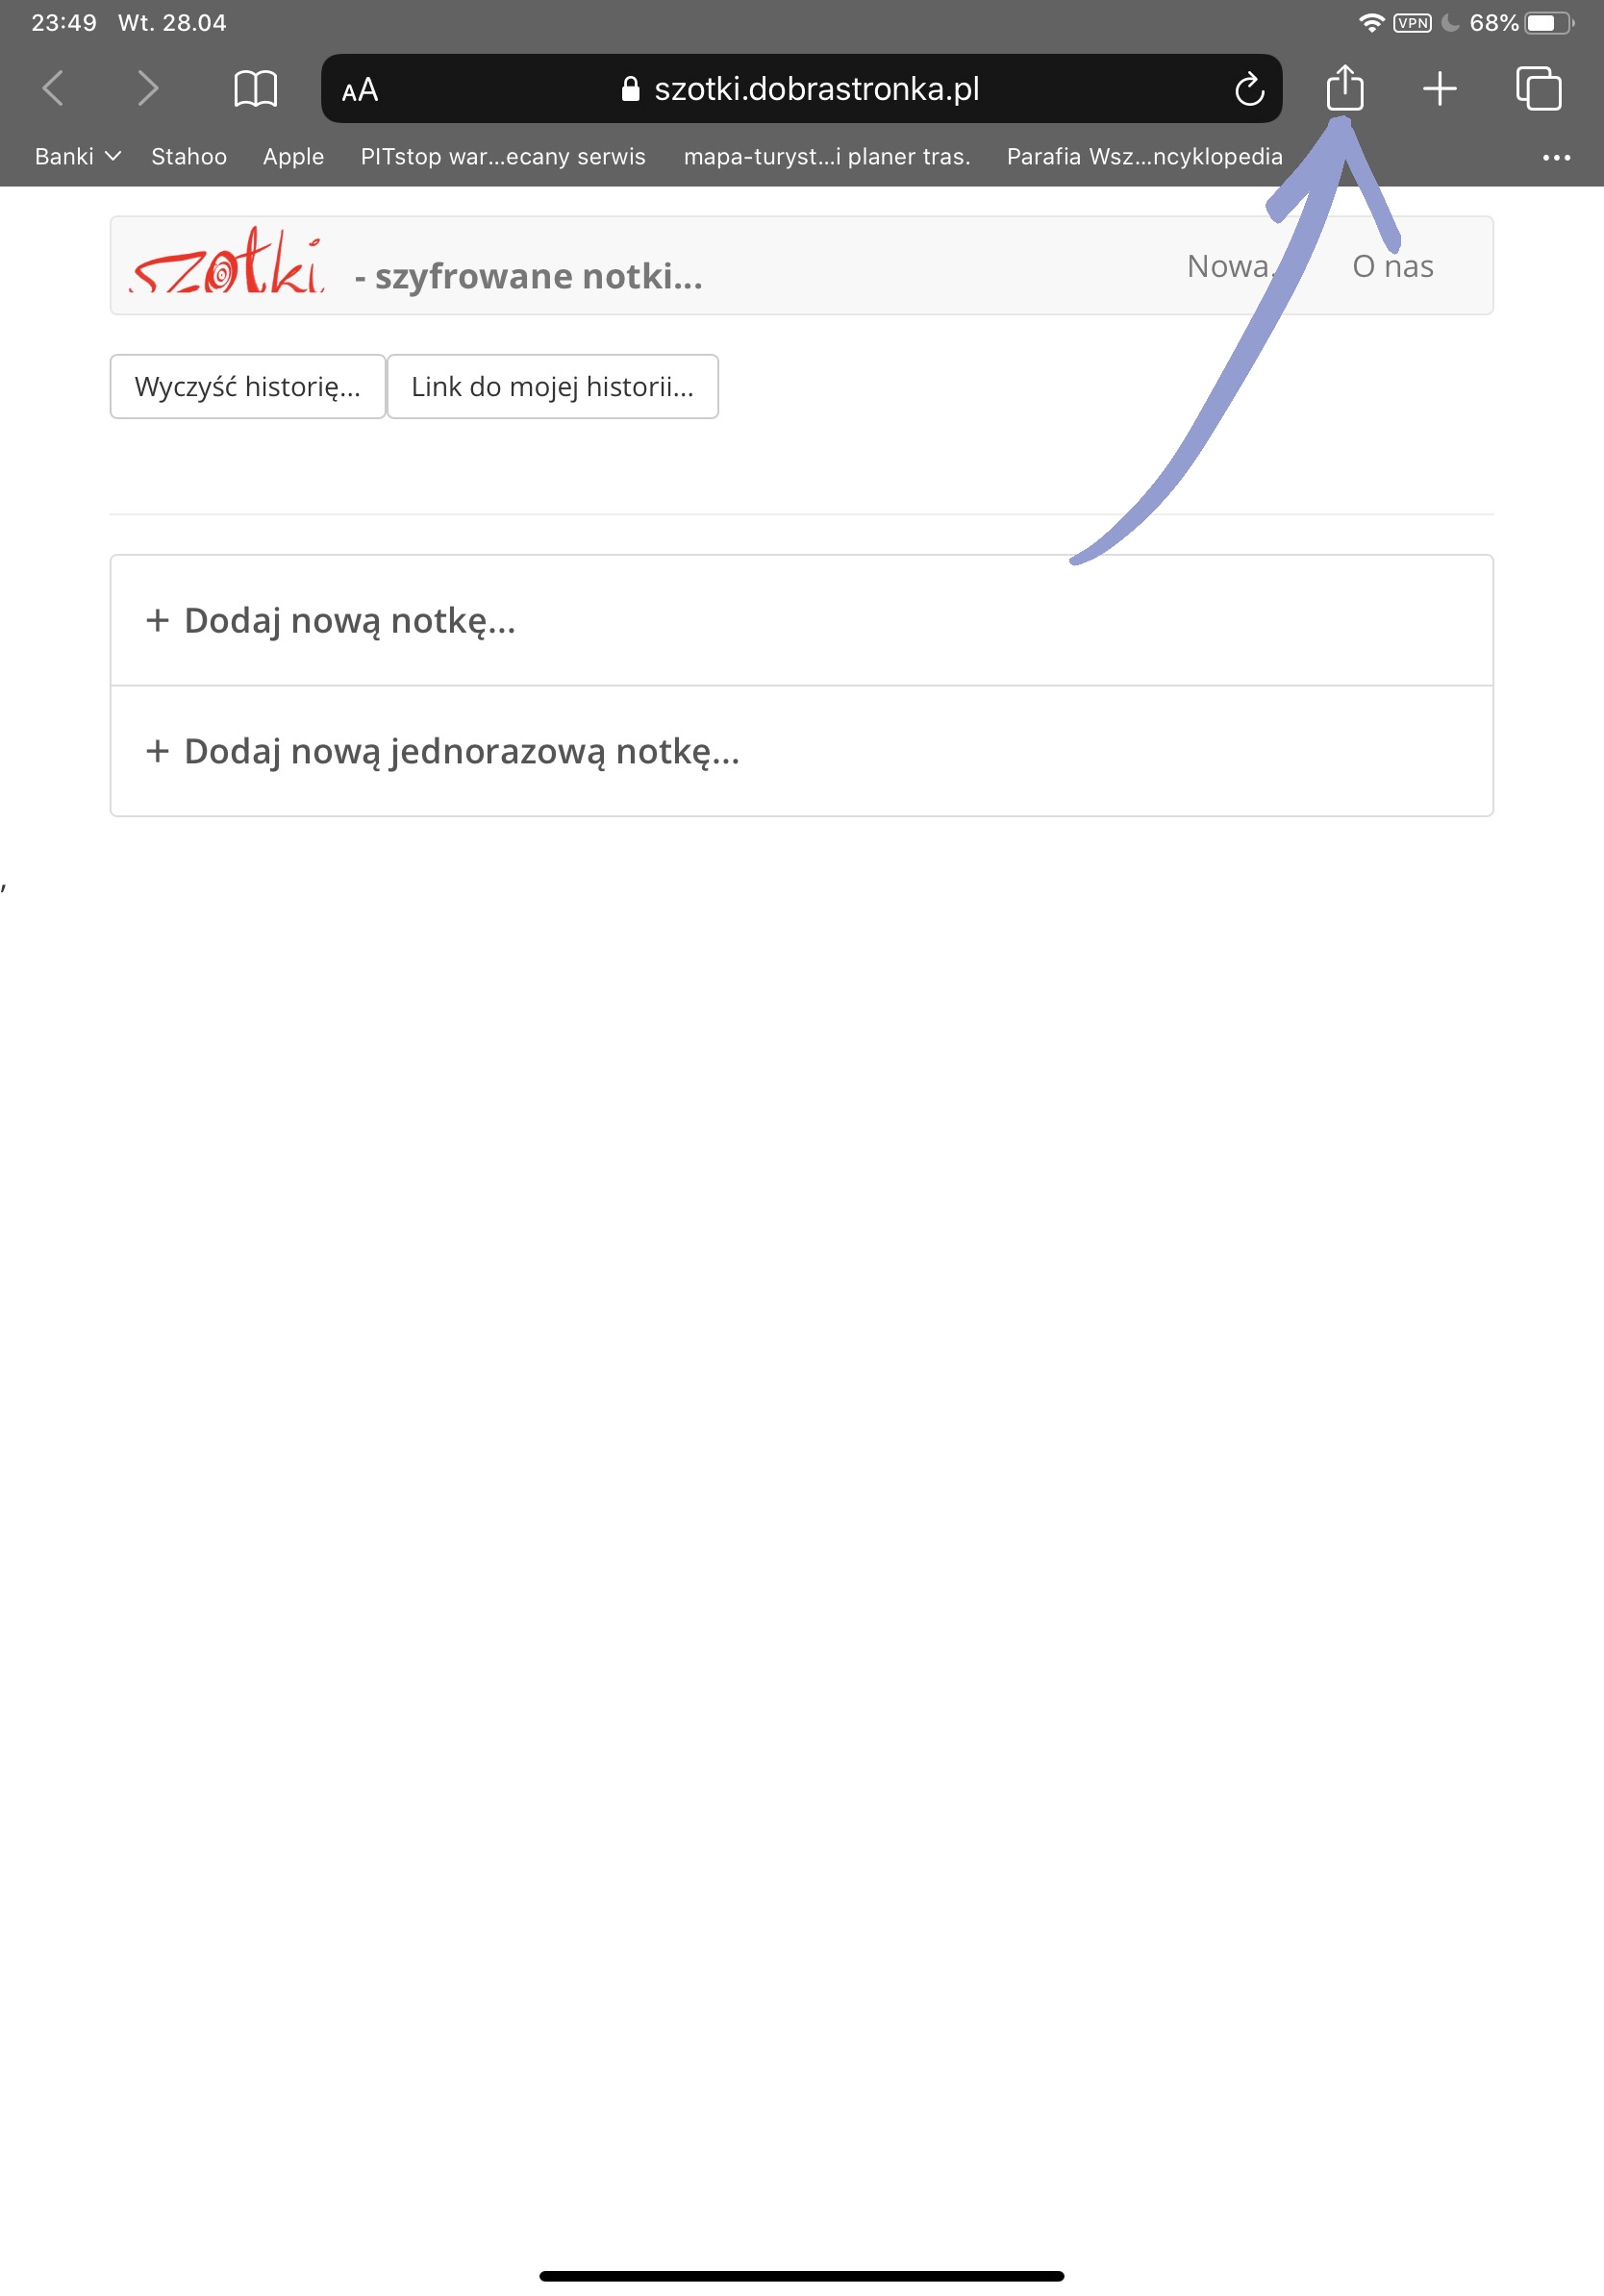 23:49 Wt. 28.04 VPN 68%
AA szotki.dobrastronka.pl
Banki Stahoo Apple PITstop war...ecany serwis mapa-turyst...i planer tras. Parafia Wsz...ncyklopedia
szotki - szyfrowane notki... Nowa. O nas
Wyczyść historię... Link do mojej historii...
+ Dodaj nową notkę...
+ Dodaj nową jednorazową notkę...
,